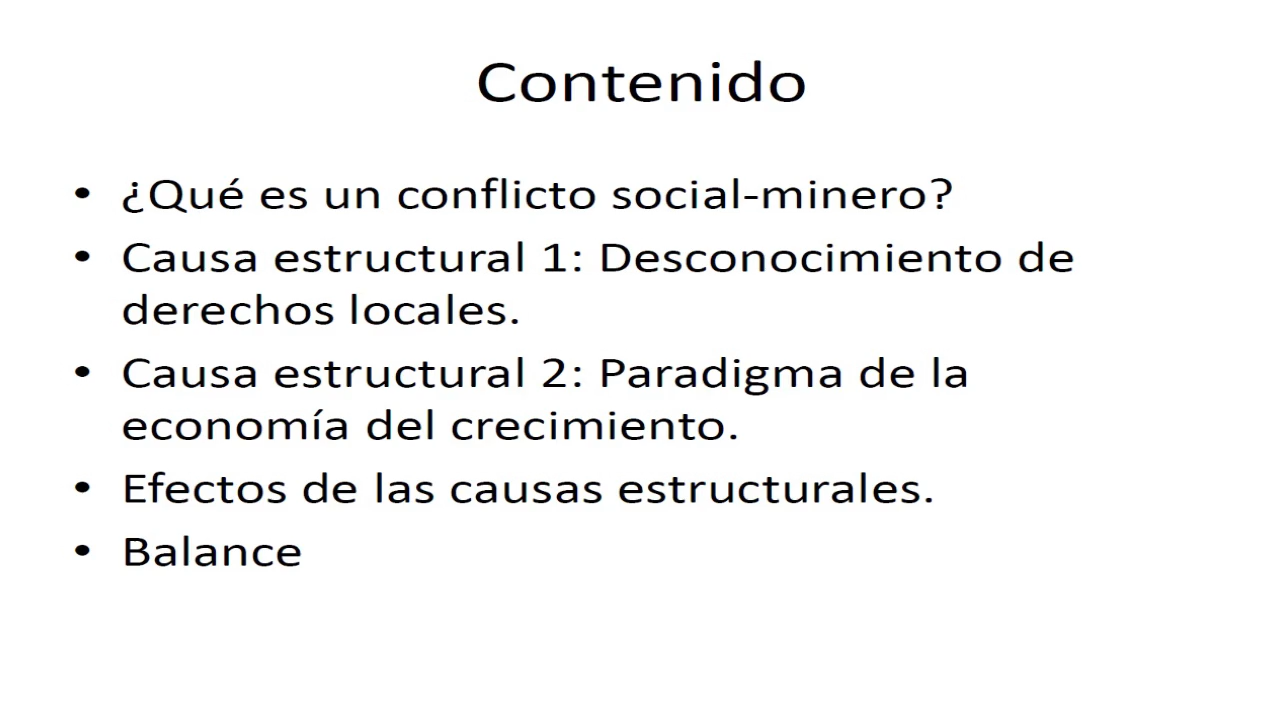 Contenido
• ¿Qué es un conflicto social-minero?
• Causa estructural 1: Desconocimiento de
derechos locales.
• Causa estructural 2: Paradigma de la
economía del crecimiento.
• Efectos de las causas estructurales.
• Balance